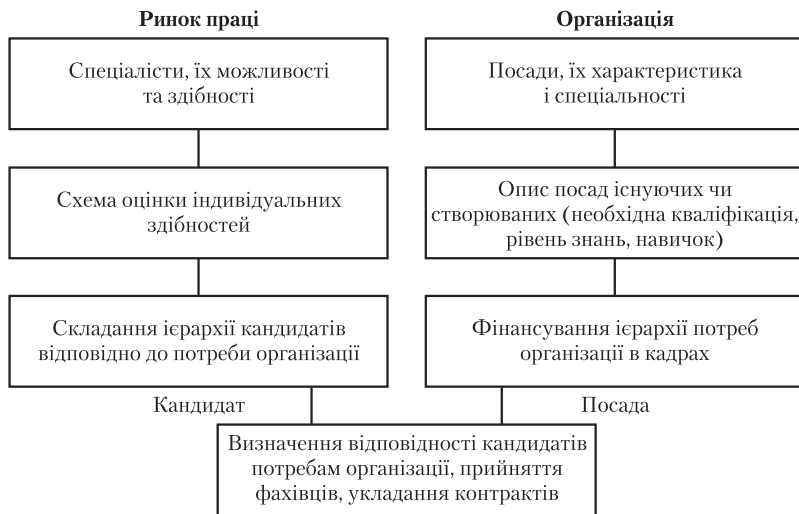 Ринок праці
Організація
Спеціалісти, їх можливості
та здібності
Посади, їх характеристика
і спеціальності
Схема оцінки індивідуальних
здібностей
Опис посад існуючих чи
створюваних (необхідна кваліфікація,
рівень знань, навичок)
Складання ієрархії кандидатів
відповідно до потреби організації
Фінансування ієрархії потреб
організації в кадрах
Кандидат
Посада
Визначення відповідності кандидатів
потребам організації, прийняття
фахівців, укладання контрактів